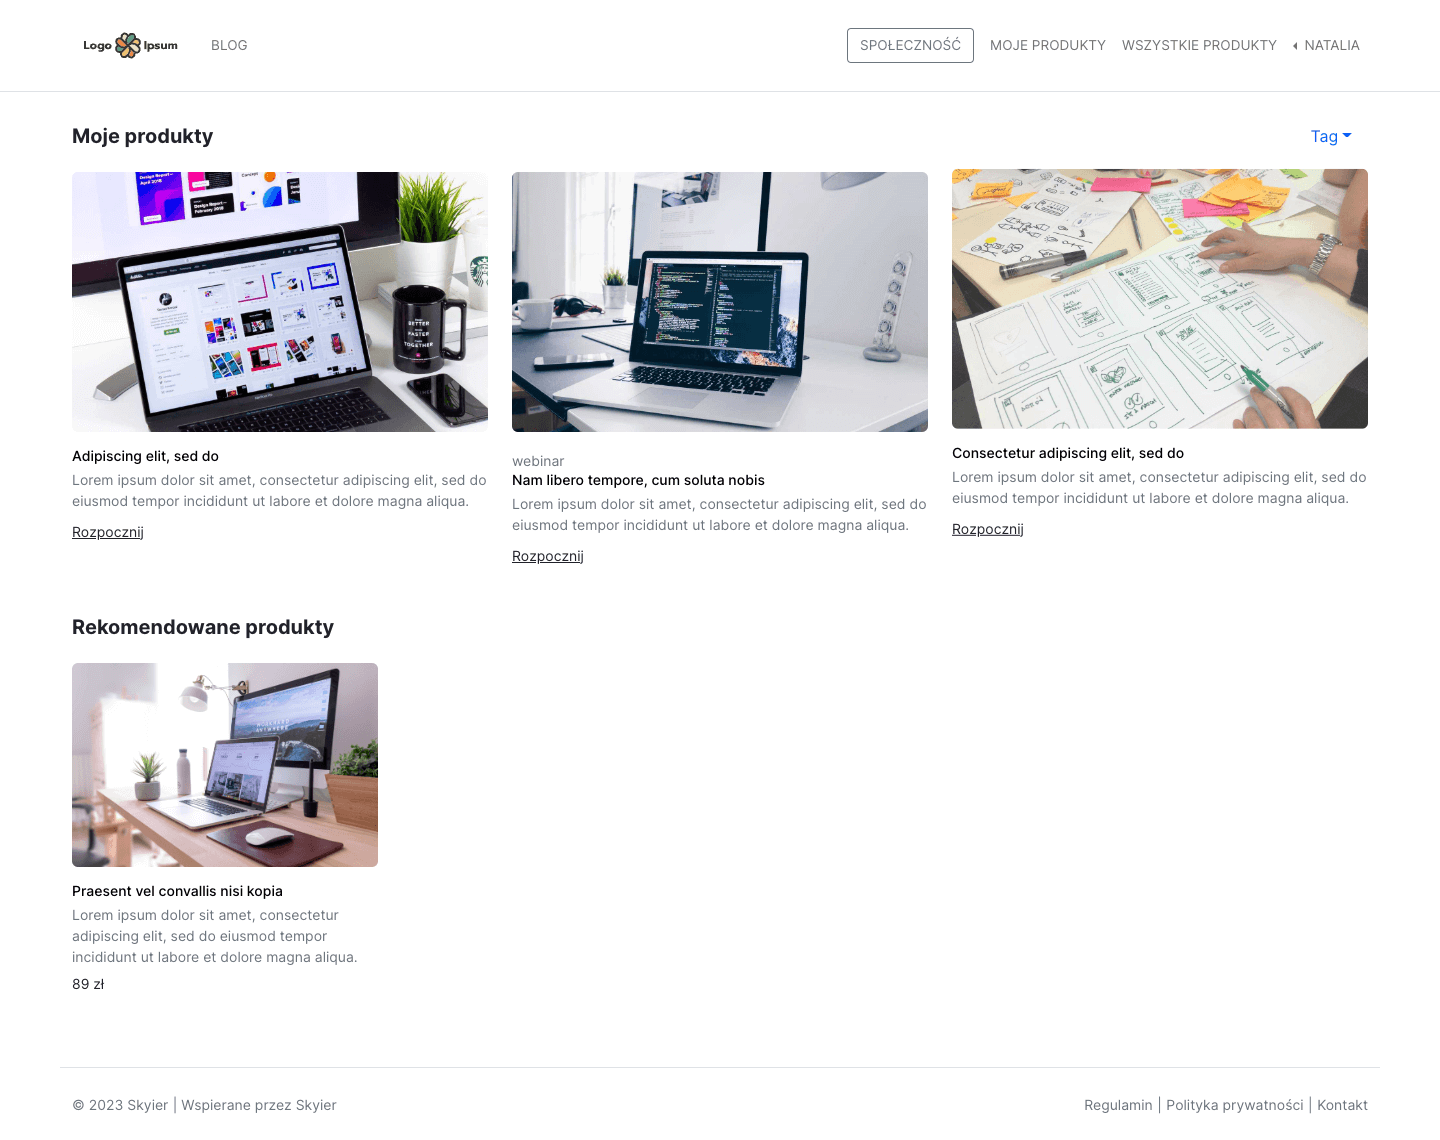 Logo Ipsum
BLOG
SPOŁECZNOŚĆ
MOJE PRODUKTY
WSZYSTKIE PRODUKTY
NATALIA
Moje produkty
Tag
BETTER
FASTER
TOGETHER
Adipiscing elit, sed do
Lorem ipsum dolor sit amet, consectetur adipiscing elit, sed do
eiusmod tempor incididunt ut labore et dolore magna aliqua.
Rozpocznij
webinar
Nam libero tempore, cum soluta nobis
Lorem ipsum dolor sit amet, consectetur adipiscing elit, sed do
eiusmod tempor incididunt ut labore et dolore magna aliqua.
Rozpocznij
Consectetur adipiscing elit, sed do
Lorem ipsum dolor sit amet, consectetur adipiscing elit, sed do
eiusmod tempor incididunt ut labore et dolore magna aliqua.
Rozpocznij
Rekomendowane produkty
Praesent vel convallis nisi kopia
Lorem ipsum dolor sit amet, consectetur
adipiscing elit, sed do eiusmod tempor
incididunt ut labore et dolore magna aliqua.
89 zł
© 2023 Skyier | Wspierane przez Skyier
Regulamin | Polityka prywatności | Kontakt